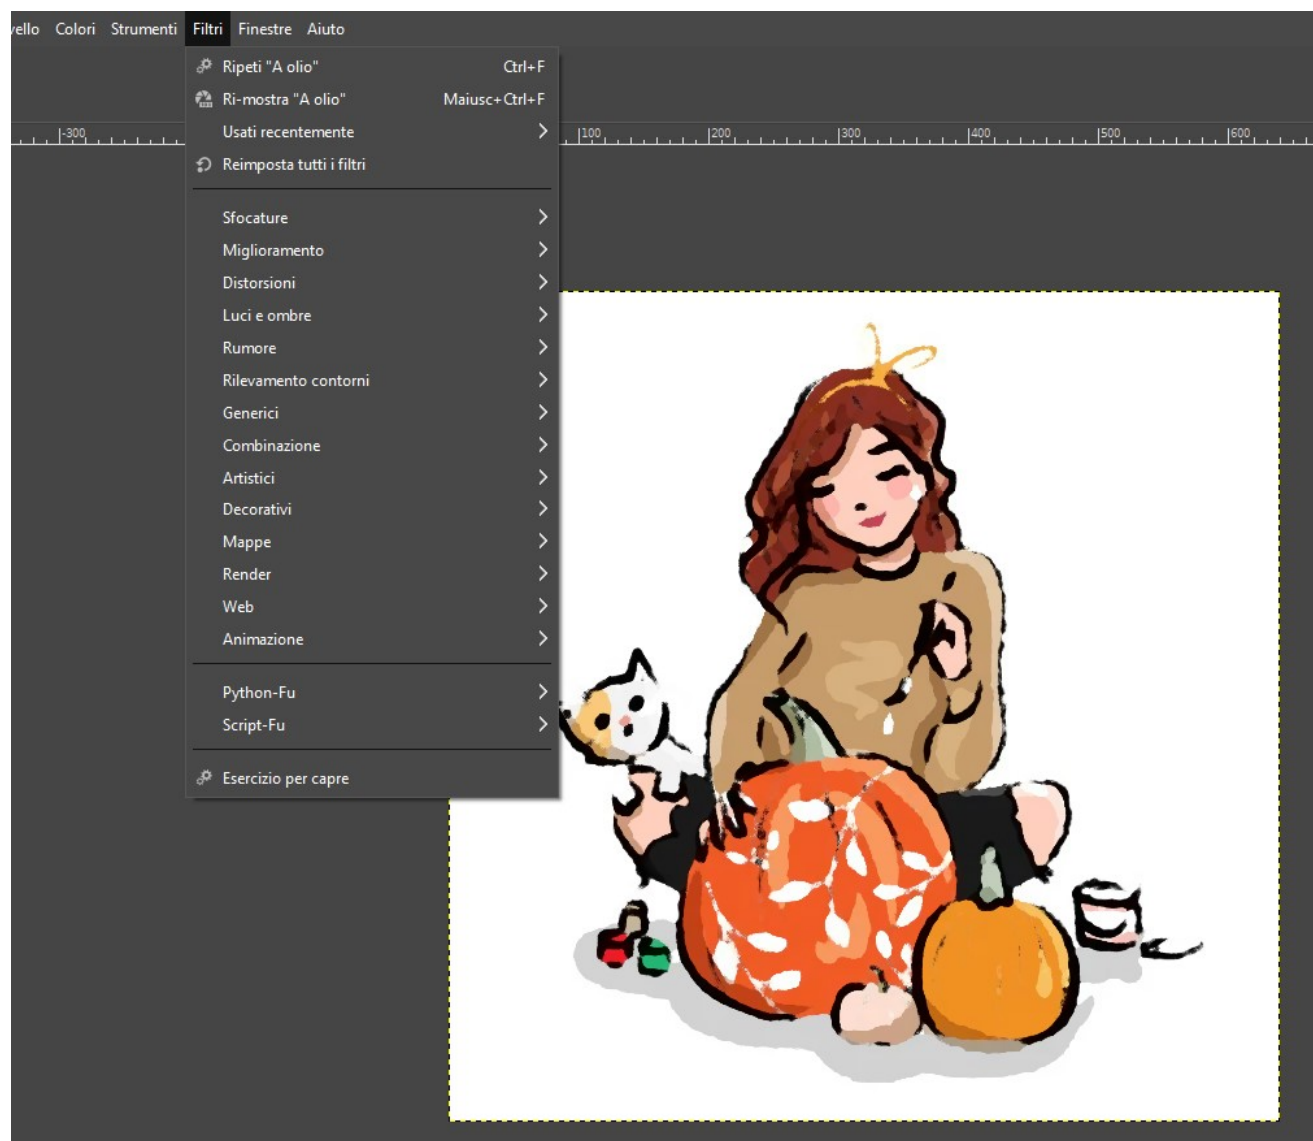 vello Colori Strumenti Filtri Finestre Aiuto
Ripeti "A olio" Ctrl+F
Ri-mostra "A olio" Maiusc+Ctrl+F
Usati recentemente
-300 100 200 300 400 500 600
Reimposta tutti i filtri
Sfocature
Miglioramento
Distorsioni
Luci e ombre
Rumore
Rilevamento contorni
Generici
Combinazione
Artistici
Decorativi
Mappe
Render
Web
Animazione
Python-Fu
Script-Fu
Esercizio per capre